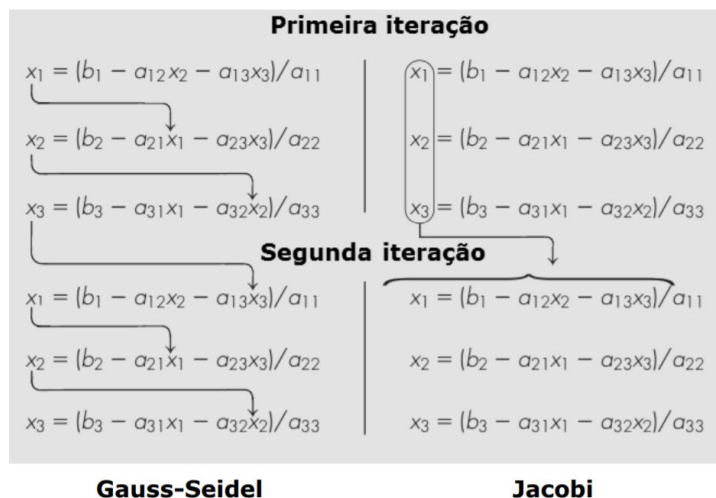 Primeira iteração
x₁ = (b₁ − a₁₂x₂ − a₁₃x₃)/a₁₁
x₂ = (b₂ − a₂₁x₁ − a₂₃x₃)/a₂₂
x₃ = (b₃ − a₃₁x₁ − a₃₂x₂)/a₃₃
x₁ = (b₁ − a₁₂x₂ − a₁₃x₃)/a₁₁
x₂ = (b₂ − a₂₁x₁ − a₂₃x₃)/a₂₂
x₃ = (b₃ − a₃₁x₁ − a₃₂x₂)/a₃₃
Segunda iteração
x₁ = (b₁ − a₁₂x₂ − a₁₃x₃)/a₁₁
x₂ = (b₂ − a₂₁x₁ − a₂₃x₃)/a₂₂
x₃ = (b₃ − a₃₁x₁ − a₃₂x₂)/a₃₃
x₁ = (b₁ − a₁₂x₂ − a₁₃x₃)/a₁₁
x₂ = (b₂ − a₂₁x₁ − a₂₃x₃)/a₂₂
x₃ = (b₃ − a₃₁x₁ − a₃₂x₂)/a₃₃
Gauss-Seidel
Jacobi